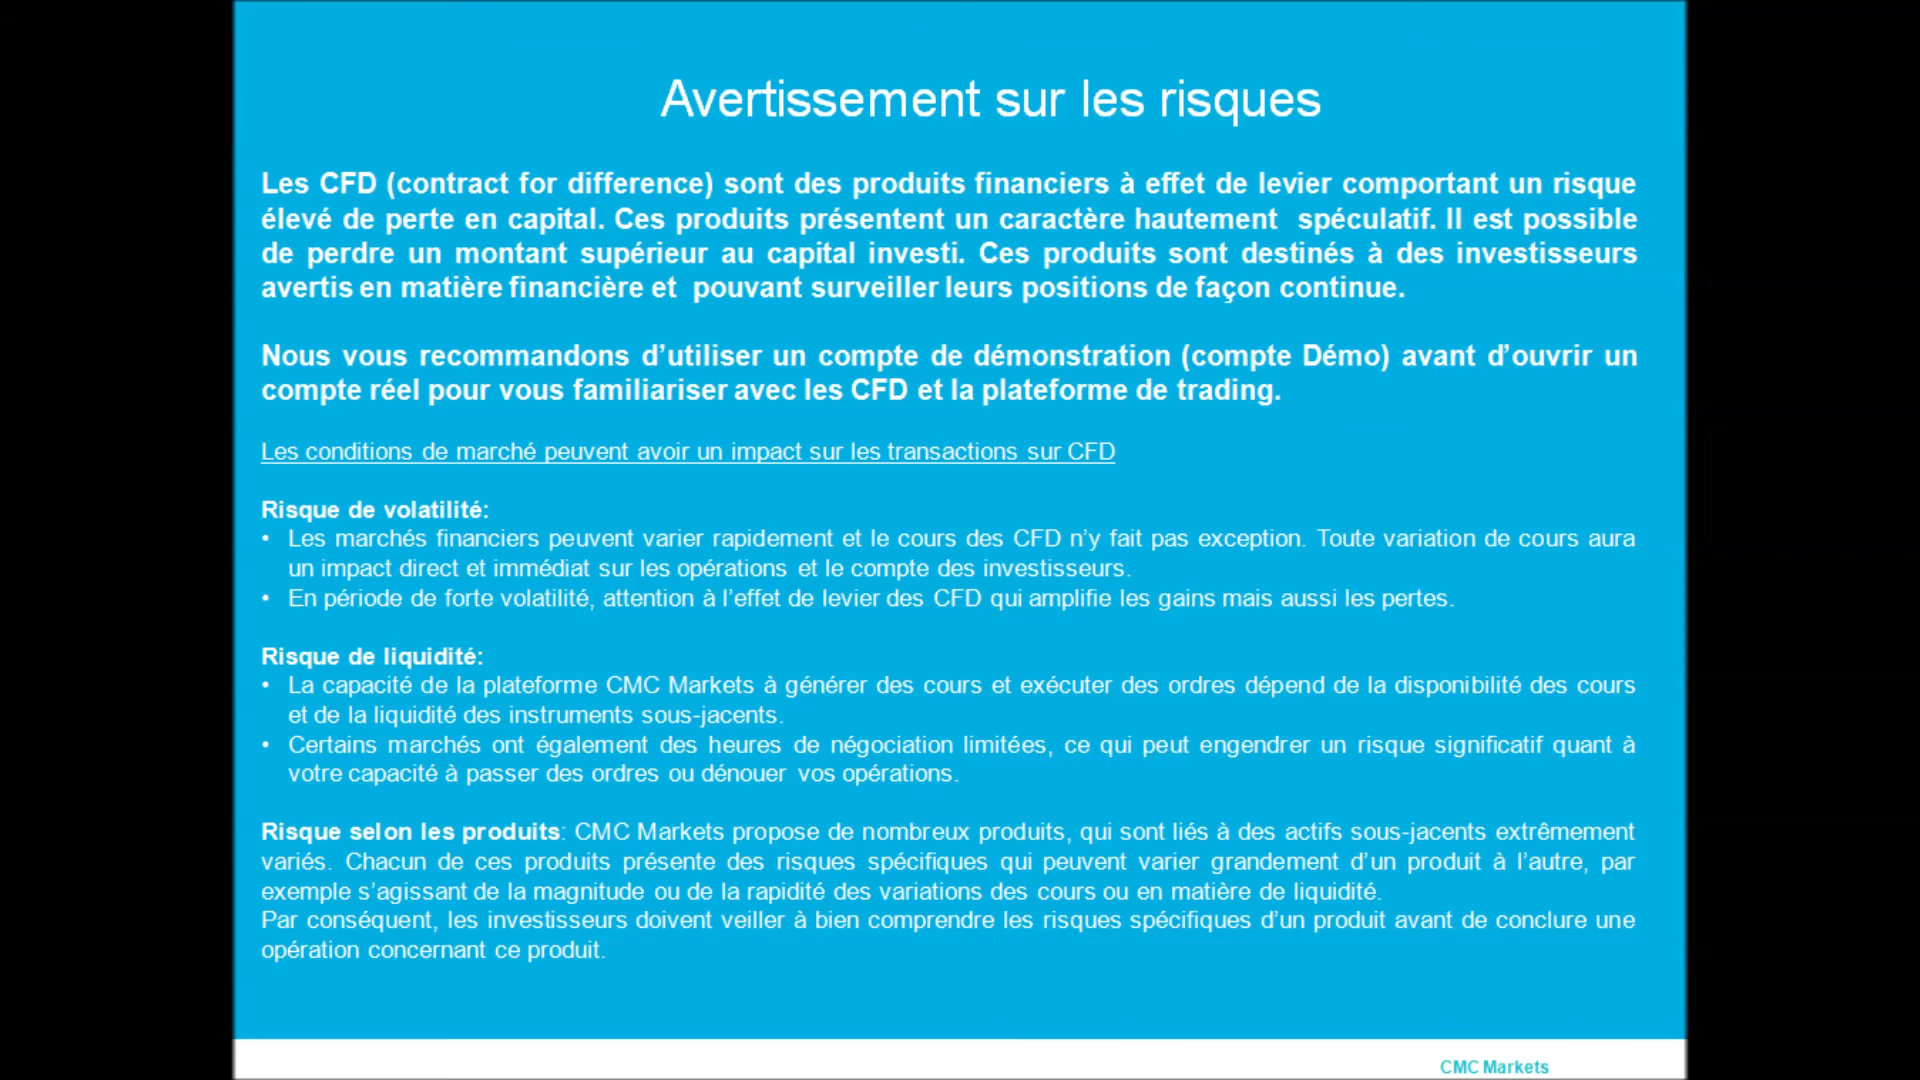 Avertissement sur les risques
Les CFD (contract for difference) sont des produits financiers à effet de levier comportant un risque
élevé de perte en capital. Ces produits présentent un caractère hautement spéculatif. Il est possible
de perdre un montant supérieur au capital investi. Ces produits sont destinés à des investisseurs
avertis en matière financière et pouvant surveiller leurs positions de façon continue.
Nous vous recommandons d’utiliser un compte de démonstration (compte Démo) avant d’ouvrir un
compte réel pour vous familiariser avec les CFD et la plateforme de trading.
Les conditions de marché peuvent avoir un impact sur les transactions sur CFD
Risque de volatilité:
• Les marchés financiers peuvent varier rapidement et le cours des CFD n’y fait pas exception. Toute variation de cours aura
un impact direct et immédiat sur les opérations et le compte des investisseurs.
• En période de forte volatilité, attention à l’effet de levier des CFD qui amplifie les gains mais aussi les pertes.
Risque de liquidité:
• La capacité de la plateforme CMC Markets à générer des cours et exécuter des ordres dépend de la disponibilité des cours
et de la liquidité des instruments sous-jacents.
• Certains marchés ont également des heures de négociation limitées, ce qui peut engendrer un risque significatif quant à
votre capacité à passer des ordres ou dénouer vos opérations.
Risque selon les produits: CMC Markets propose de nombreux produits, qui sont liés à des actifs sous-jacents extrêmement
variés. Chacun de ces produits présente des risques spécifiques qui peuvent varier grandement d’un produit à l’autre, par
exemple s’agissant de la magnitude ou de la rapidité des variations des cours ou en matière de liquidité.
Par conséquent, les investisseurs doivent veiller à bien comprendre les risques spécifiques d’un produit avant de conclure une
opération concernant ce produit.
CMC Markets